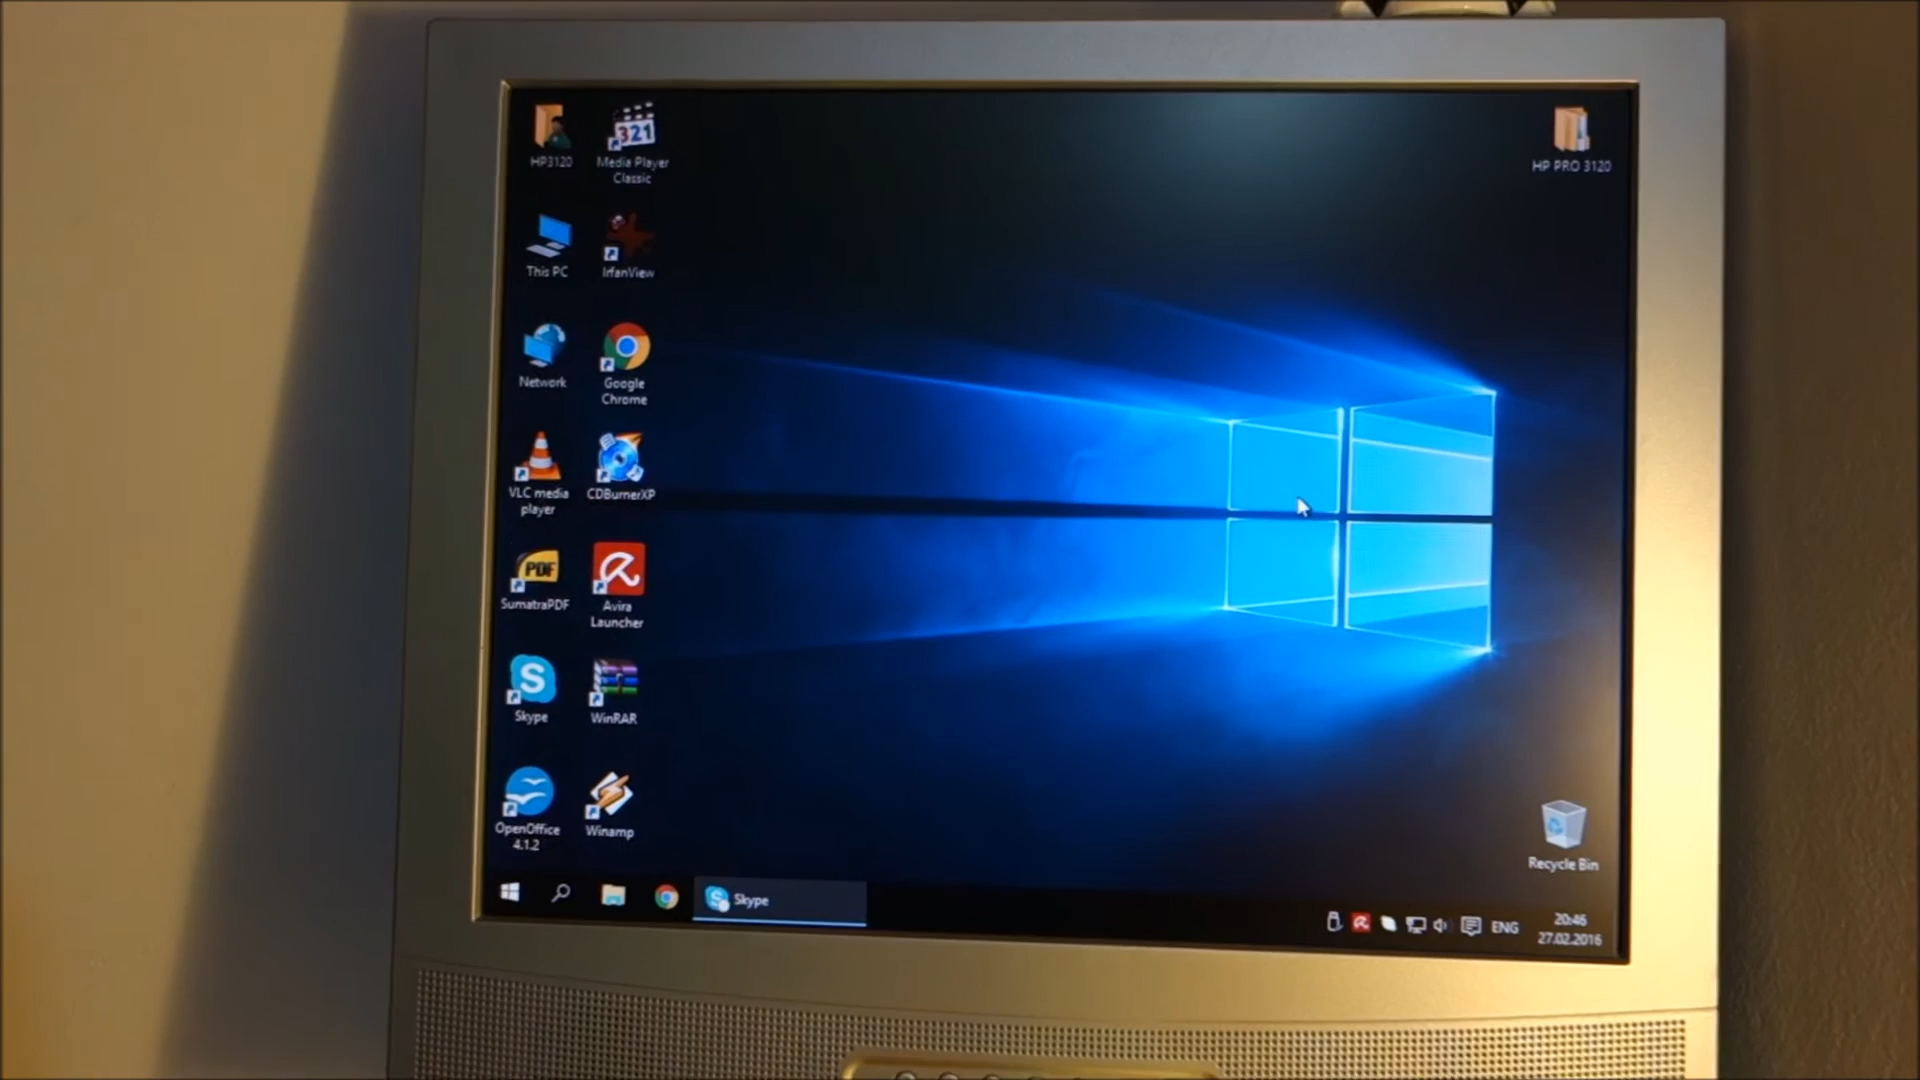 HP3120
321
Media Player
Classic
HP PRO 3120
This PC
IrfanView
Network
Google
Chrome
VLC media
player
CDBurnerXP
PDF
SumatraPDF
Avira
Launcher
S
Skype
WinRAR
OpenOffice
4.1.2
Winamp
Recycle Bin
Skype
ENG
20:46
27.02.2016